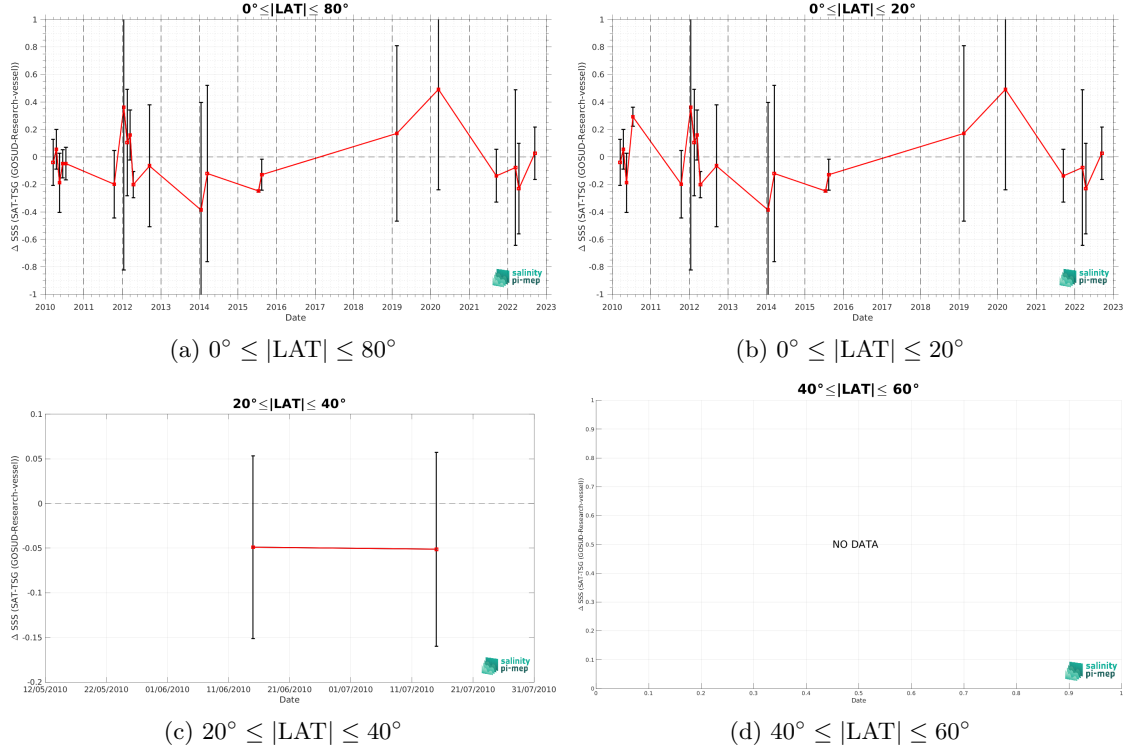 0°≤|LAT|≤ 80°
Δ SSS (SAT-TSG (GOSUD-Research-vessel))
1
0.8
0.6
0.4
0.2
0
-0.2
-0.4
-0.6
-0.8
-1
2010 2011 2012 2013 2014 2015 2016 2017 2018 2019 2020 2021 2022 2023
Date
salinity
pi-mep
(a) 0° ≤ |LAT| ≤ 80°
0°≤|LAT|≤ 20°
Δ SSS (SAT-TSG (GOSUD-Research-vessel))
1
0.8
0.6
0.4
0.2
0
-0.2
-0.4
-0.6
-0.8
-1
2010 2011 2012 2013 2014 2015 2016 2017 2018 2019 2020 2021 2022 2023
Date
salinity
pi-mep
(b) 0° ≤ |LAT| ≤ 20°
20°≤|LAT|≤ 40°
Δ SSS (SAT-TSG (GOSUD-Research-vessel))
0.1
0.05
0
-0.05
-0.1
-0.15
-0.2
12/05/2010 22/05/2010 01/06/2010 11/06/2010 21/06/2010 01/07/2010 11/07/2010 21/07/2010 31/07/2010
Date
salinity
pi-mep
(c) 20° ≤ |LAT| ≤ 40°
40°≤|LAT|≤ 60°
Δ SSS (SAT-TSG (GOSUD-Research-vessel))
1
0.9
0.8
0.7
0.6
0.5
0.4
0.3
0.2
0.1
0
NO DATA
0 0.1 0.2 0.3 0.4 0.5 0.6 0.7 0.8 0.9 1
Date
salinity
pi-mep
(d) 40° ≤ |LAT| ≤ 60°